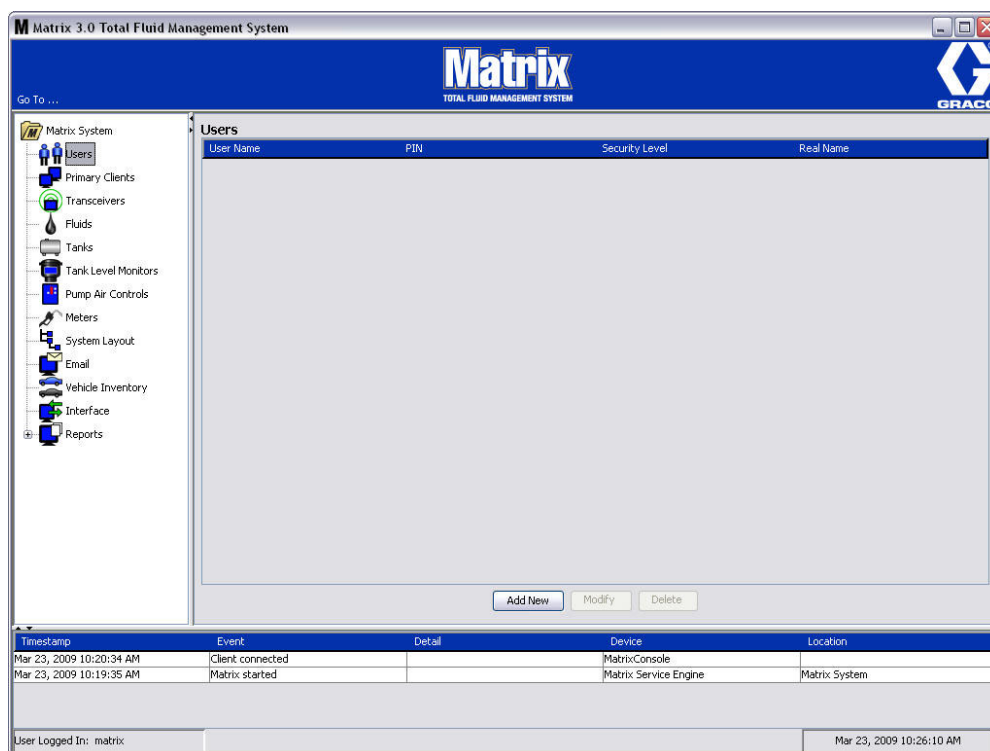 M Matrix 3.0 Total Fluid Management System
Matrix
TOTAL FLUID MANAGEMENT SYSTEM
Go To ...
GRACO
Matrix System
Users
Primary Clients
Transceivers
Fluids
Tanks
Tank Level Monitors
Pump Air Controls
Meters
System Layout
Email
Vehicle Inventory
Interface
Reports
Users
User Name PIN Security Level Real Name
Add New Modify Delete
Timestamp Event Detail Device Location
Mar 23, 2009 10:20:34 AM Client connected MatrixConsole
Mar 23, 2009 10:19:35 AM Matrix started Matrix Service Engine Matrix System
User Logged In: matrix Mar 23, 2009 10:26:10 AM